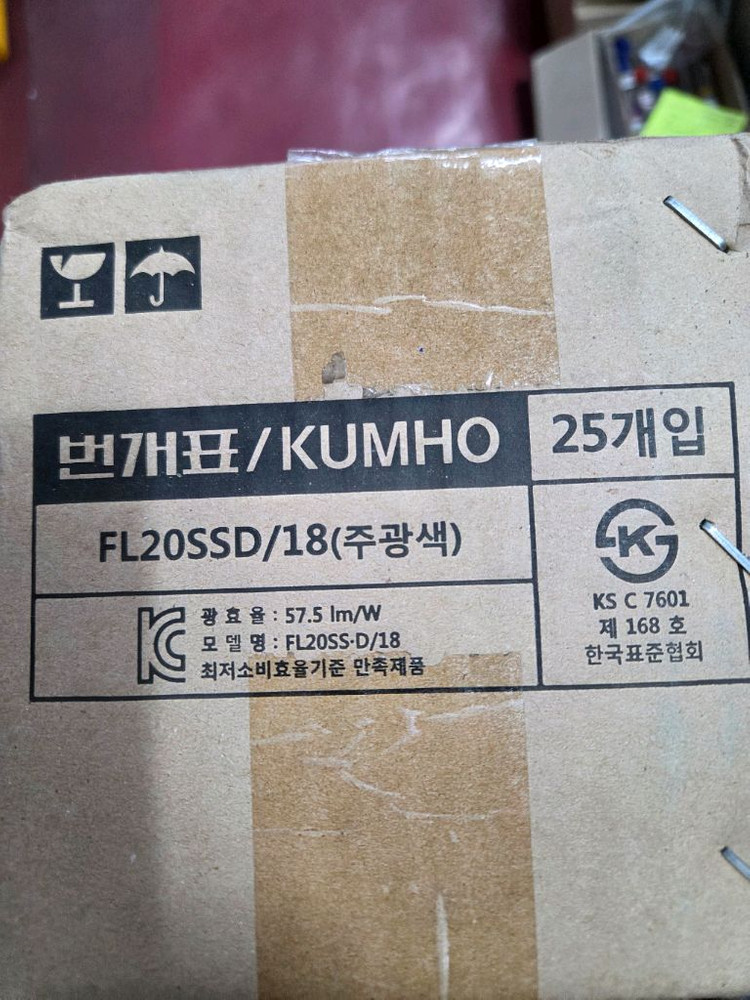 번개표/KUMHO
25개입
FL20SSD/18(주광색)
광 효 율 : 57.5 lm/W
모 델 명 : FL20SS·D/18
최저소비효율기준 만족제품
KS C 7601
제 168 호
한국표준협회